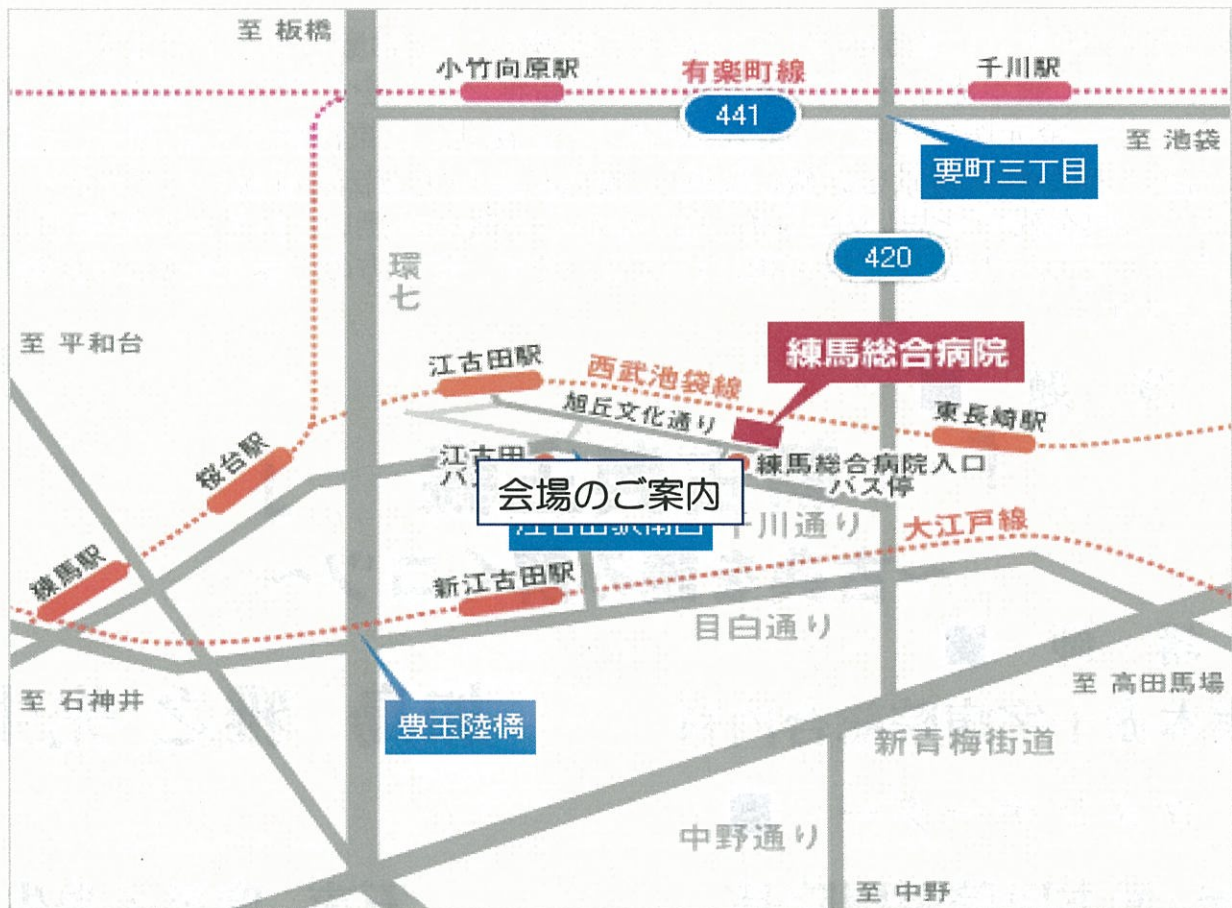 至 板橋
小竹向原駅
有楽町線
千川駅
441
至 池袋
要町三丁目
420
環七
至 平和台
練馬総合病院
江古田駅
西武池袋線
旭丘文化通り
東長崎駅
桜台駅
江古田
バス
練馬総合病院入口
バス停
会場のご案内
千川通り
大江戸線
練馬駅
新江古田駅
目白通り
至 石神井
至 高田馬場
豊玉陸橋
新青梅街道
中野通り
至 中野